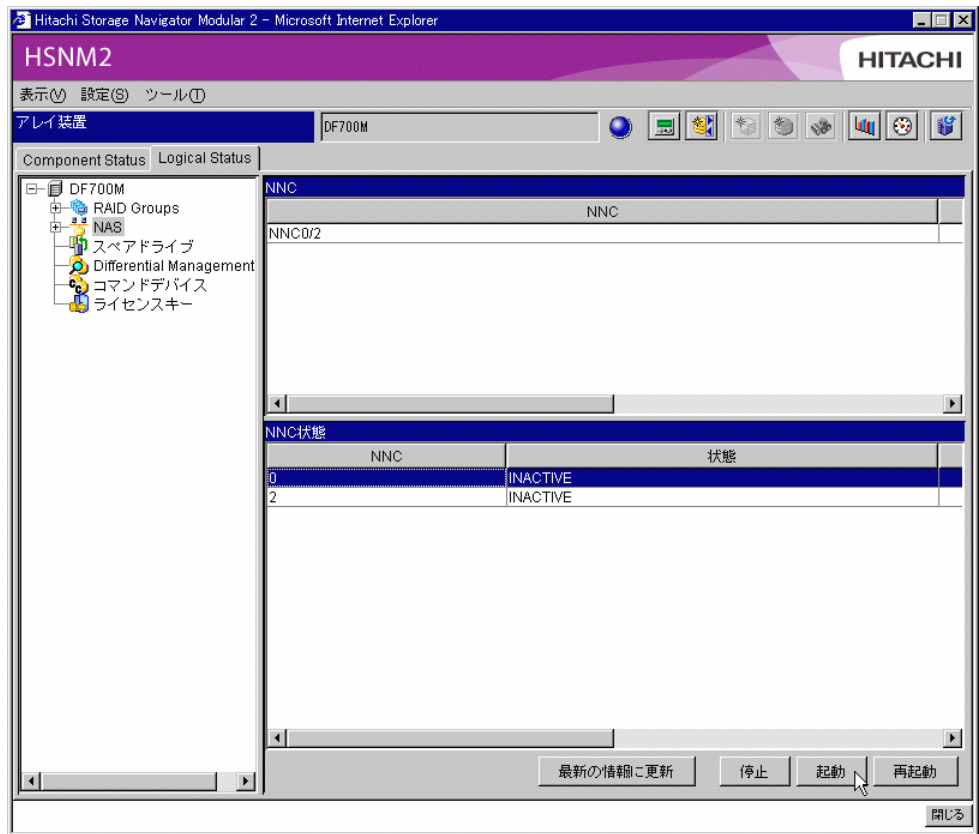 Hitachi Storage Navigator Modular 2 - Microsoft Internet Explorer
HSNM2
HITACHI
表示(V) 設定(S) ツール(T)
アレイ装置
DF700M
Component Status
Logical Status
DF700M
RAID Groups
NAS
スペアドライブ
Differential Management
コマンドデバイス
ライセンスキー
NNC
NNC
NNC0/2
NNC状態
NNC 状態
0 INACTIVE
2 INACTIVE
最新の情報に更新 停止 起動 再起動
閉じる